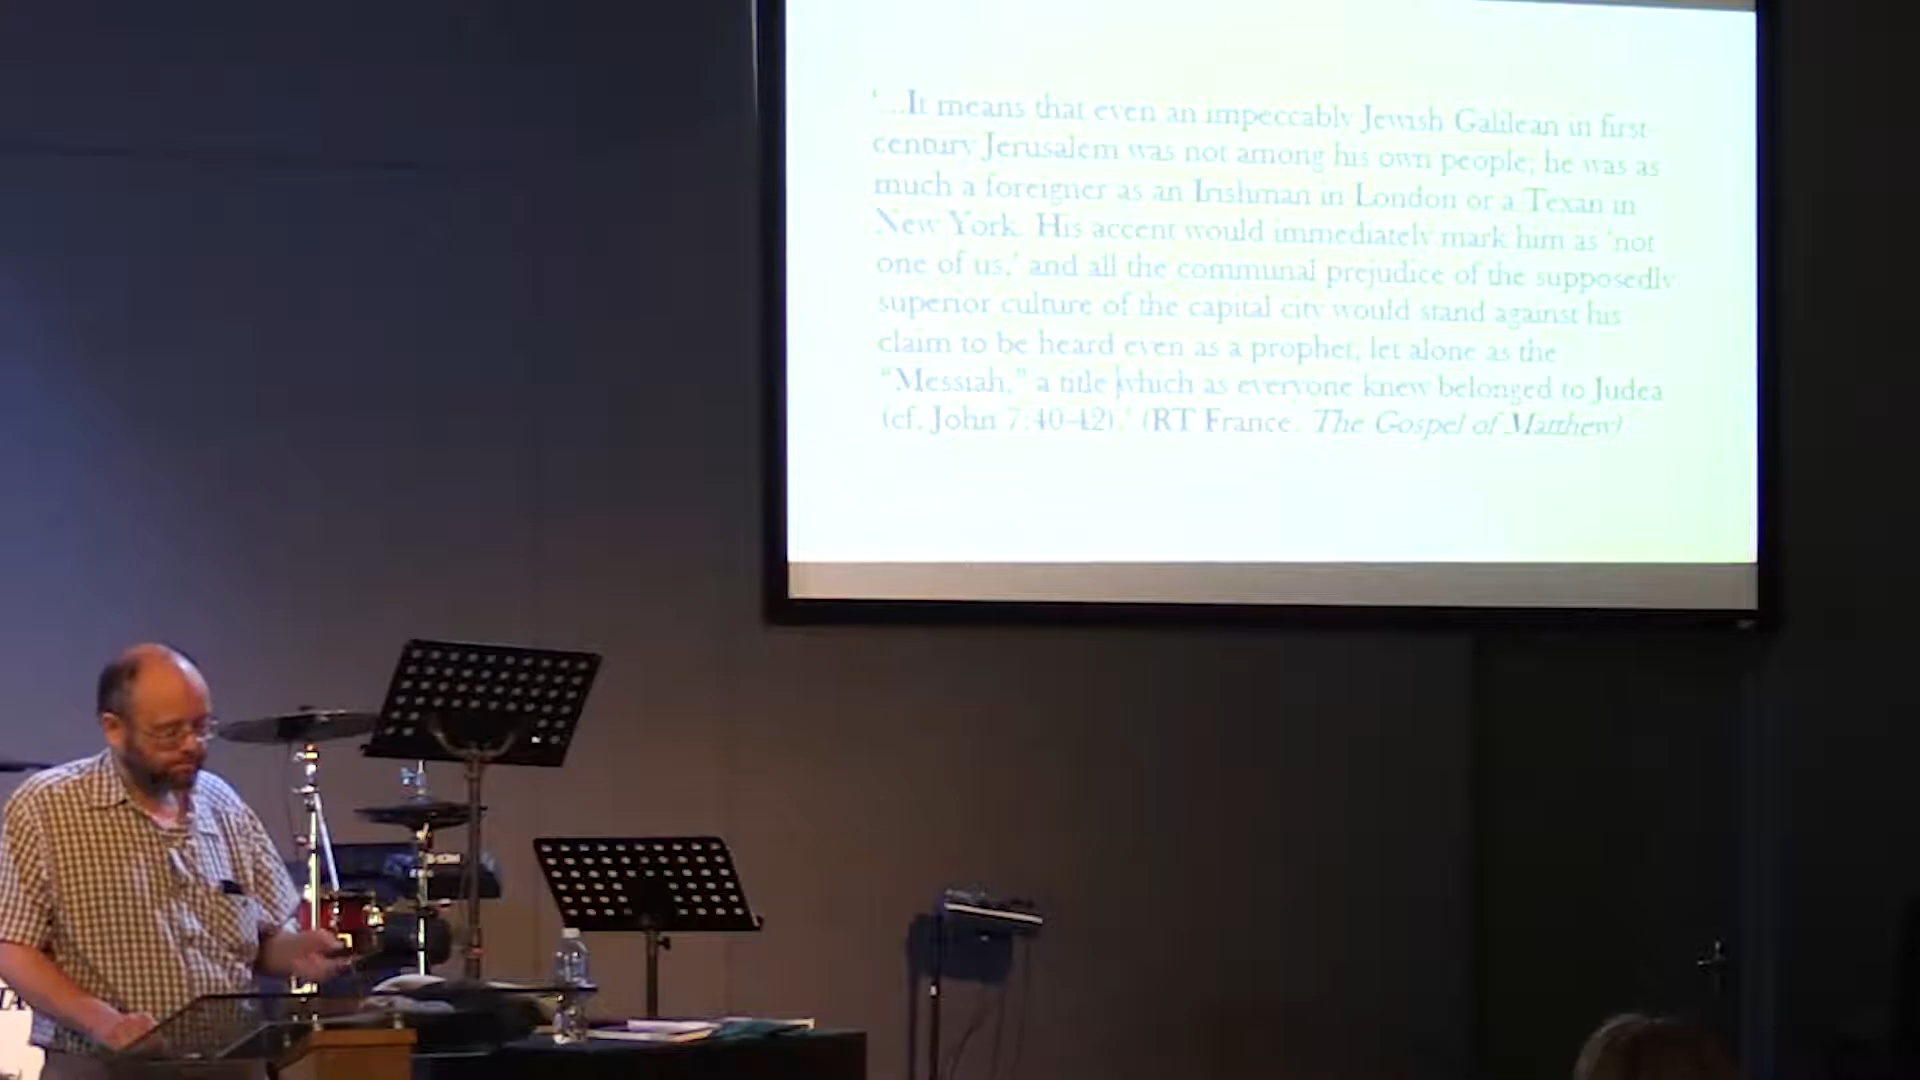 '...It means that even an impeccably Jewish Galilean in first-
century Jerusalem was not among his own people; he was as
much a foreigner as an Irishman in London or a Texan in
New York. His accent would immediately mark him as 'not
one of us,' and all the communal prejudice of the supposedly
superior culture of the capital city would stand against his
claim to be heard even as a prophet, let alone as the
"Messiah," a title which as everyone knew belonged to Judea
(cf. John 7:40-42).' (RT France. The Gospel of Matthew)